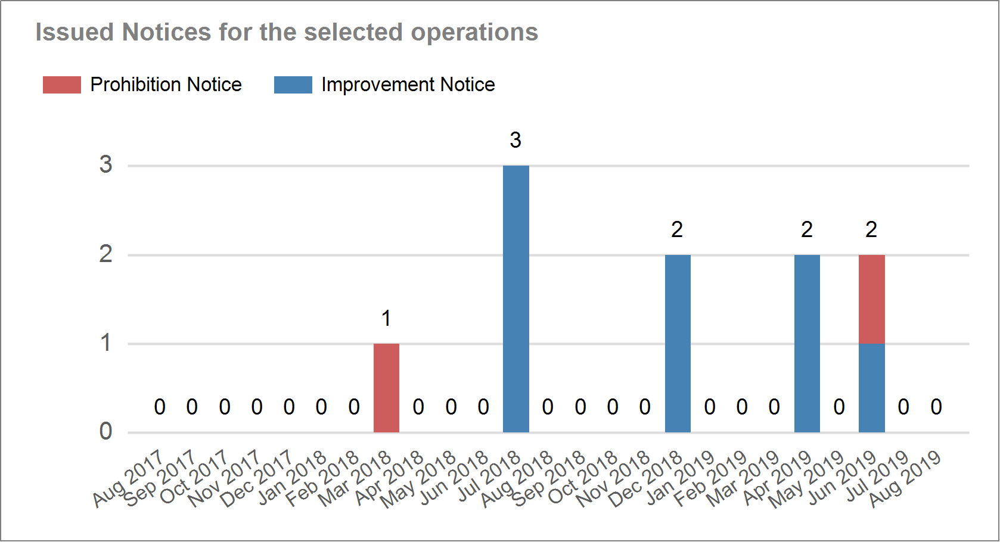 Issued Notices for the selected operations
Prohibition Notice Improvement Notice
3
3
2 2 2
2
1
1
0 0 0 0 0 0 0 0 0 0 0 0 0 0 0 0 0 0 0 0
0
Aug 2017 Sep 2017 Oct 2017 Nov 2017 Dec 2017 Jan 2018 Feb 2018 Mar 2018 Apr 2018 May 2018 Jun 2018 Jul 2018 Aug 2018 Sep 2018 Oct 2018 Nov 2018 Dec 2018 Jan 2019 Feb 2019 Mar 2019 Apr 2019 May 2019 Jun 2019 Jul 2019 Aug 2019